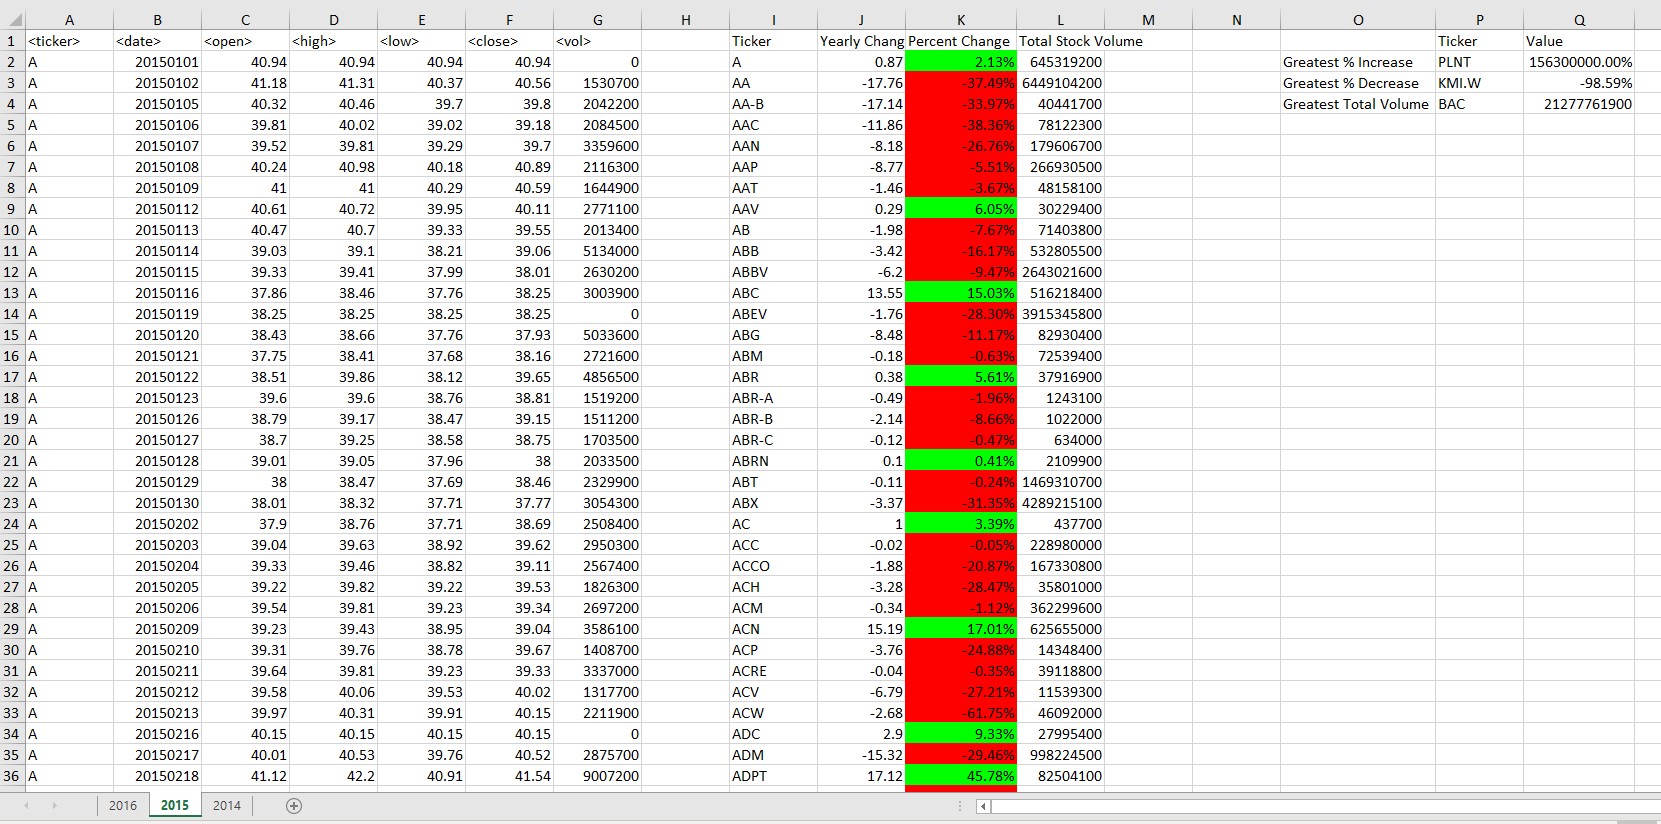 A B C D E F G H I J K L M N O P Q
1 <ticker> <date> <open> <high> <low> <close> <vol> Ticker Yearly Chang Percent Change Total Stock Volume Ticker Value
2 A 20150101 40.94 40.94 40.94 40.94 0 A 0.87 2.13% 645319200 Greatest % Increase PLNT 156300000.00%
3 A 20150102 41.18 41.31 40.37 40.56 1530700 AA -17.76 -37.49% 6449104200 Greatest % Decrease KMI.W -98.59%
4 A 20150105 40.32 40.46 39.7 39.8 2042200 AA-B -17.14 -33.97% 40441700 Greatest Total Volume BAC 21277761900
5 A 20150106 39.81 40.02 39.02 39.18 2084500 AAC -11.86 -38.36% 78122300
6 A 20150107 39.52 39.81 39.29 39.7 3359600 AAN -8.18 -26.76% 179606700
7 A 20150108 40.24 40.98 40.18 40.89 2116300 AAP -8.77 -5.51% 266930500
8 A 20150109 41 41 40.29 40.59 1644900 AAT -1.46 -3.67% 48158100
9 A 20150112 40.61 40.72 39.95 40.11 2771100 AAV 0.29 6.05% 30229400
10 A 20150113 40.47 40.7 39.33 39.55 2013400 AB -1.98 -7.67% 71403800
11 A 20150114 39.03 39.1 38.21 39.06 5134000 ABB -3.42 -16.17% 532805500
12 A 20150115 39.33 39.41 37.99 38.01 2630200 ABBV -6.2 -9.47% 2643021600
13 A 20150116 37.86 38.46 37.76 38.25 3003900 ABC 13.55 15.03% 516218400
14 A 20150119 38.25 38.25 38.25 38.25 0 ABEV -1.76 -28.30% 3915345800
15 A 20150120 38.43 38.66 37.76 37.93 5033600 ABG -8.48 -11.17% 82930400
16 A 20150121 37.75 38.41 37.68 38.16 2721600 ABM -0.18 -0.63% 72539400
17 A 20150122 38.51 39.86 38.12 39.65 4856500 ABR 0.38 5.61% 37916900
18 A 20150123 39.6 39.6 38.76 38.81 1519200 ABR-A -0.49 -1.96% 1243100
19 A 20150126 38.79 39.17 38.47 39.15 1511200 ABR-B -2.14 -8.66% 1022000
20 A 20150127 38.7 39.25 38.58 38.75 1703500 ABR-C -0.12 -0.47% 634000
21 A 20150128 39.01 39.05 37.96 38 2033500 ABRN 0.1 0.41% 2109900
22 A 20150129 38 38.47 37.69 38.46 2329900 ABT -0.11 -0.24% 1469310700
23 A 20150130 38.01 38.32 37.71 37.77 3054300 ABX -3.37 -31.35% 4289215100
24 A 20150202 37.9 38.76 37.71 38.69 2508400 AC 1 3.39% 437700
25 A 20150203 39.04 39.63 38.92 39.62 2950300 ACC -0.02 -0.05% 228980000
26 A 20150204 39.33 39.46 38.82 39.11 2567400 ACCO -1.88 -20.87% 167330800
27 A 20150205 39.22 39.82 39.22 39.53 1826300 ACH -3.28 -28.47% 35801000
28 A 20150206 39.54 39.81 39.23 39.34 2697200 ACM -0.34 -1.12% 362299600
29 A 20150209 39.23 39.43 38.95 39.04 3586100 ACN 15.19 17.01% 625655000
30 A 20150210 39.31 39.76 38.78 39.67 1408700 ACP -3.76 -24.88% 14348400
31 A 20150211 39.64 39.81 39.23 39.33 3337000 ACRE -0.04 -0.35% 39118800
32 A 20150212 39.58 40.06 39.53 40.02 1317700 ACV -6.79 -27.21% 11539300
33 A 20150213 39.97 40.31 39.91 40.15 2211900 ACW -2.68 -61.75% 46092000
34 A 20150216 40.15 40.15 40.15 40.15 0 ADC 2.9 9.33% 27995400
35 A 20150217 40.01 40.53 39.76 40.52 2875700 ADM -15.32 -29.46% 998224500
36 A 20150218 41.12 42.2 40.91 41.54 9007200 ADPT 17.12 45.78% 82504100
2016 2015 2014